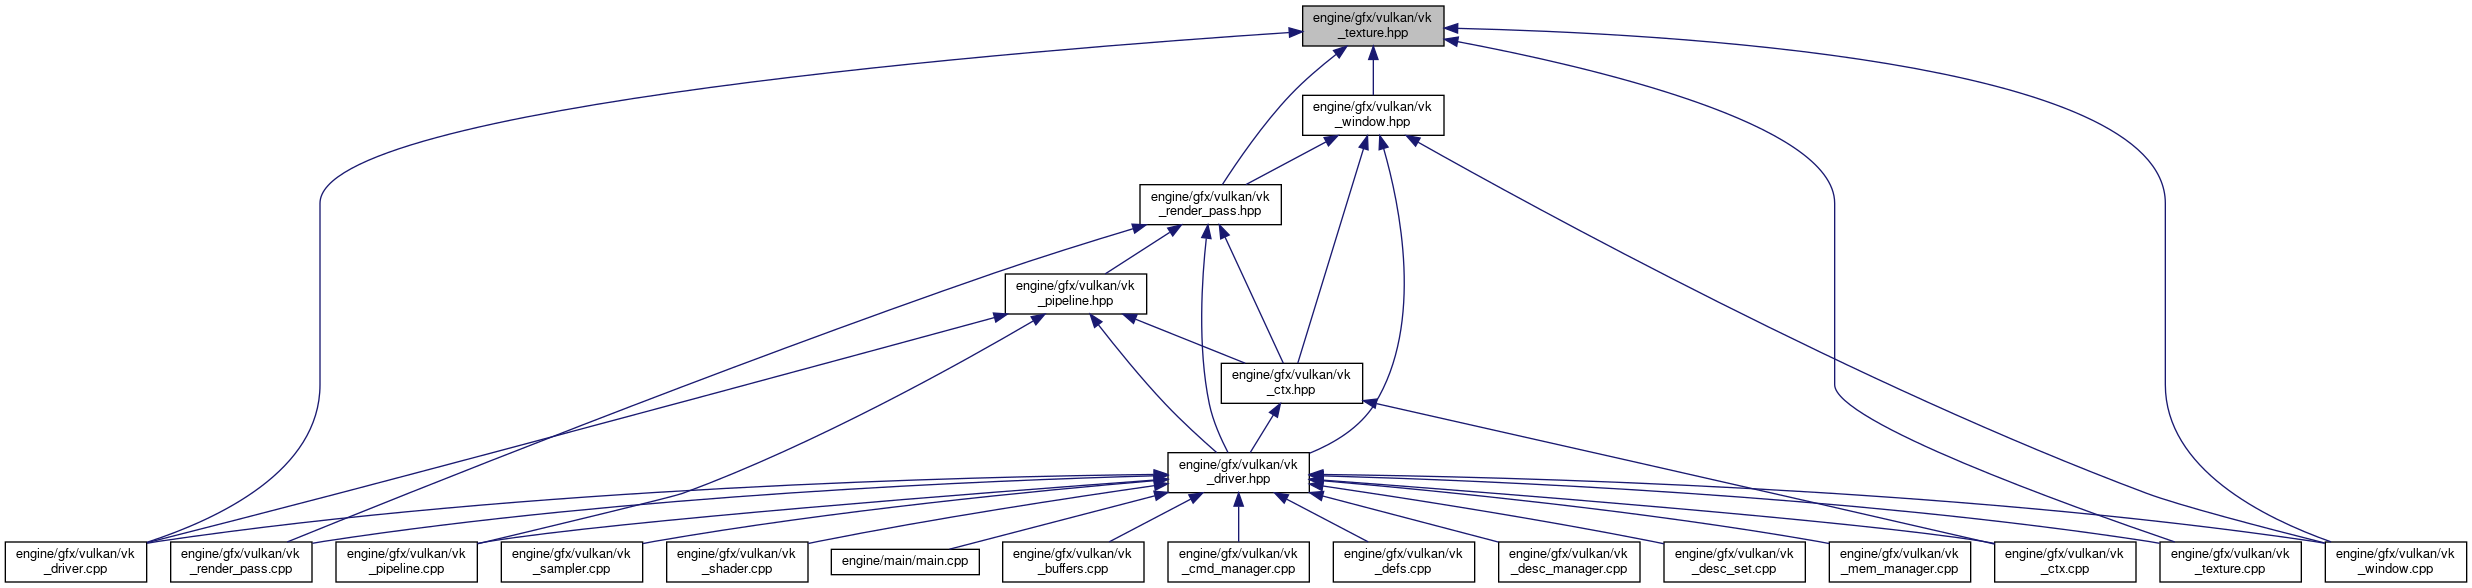 engine/gfx/vulkan/vk
_texture.hpp
engine/gfx/vulkan/vk
_window.hpp
engine/gfx/vulkan/vk
_render_pass.hpp
engine/gfx/vulkan/vk
_pipeline.hpp
engine/gfx/vulkan/vk
_ctx.hpp
engine/gfx/vulkan/vk
_driver.hpp
engine/gfx/vulkan/vk
_driver.cpp
engine/gfx/vulkan/vk
_render_pass.cpp
engine/gfx/vulkan/vk
_pipeline.cpp
engine/gfx/vulkan/vk
_sampler.cpp
engine/gfx/vulkan/vk
_shader.cpp
engine/main/main.cpp
engine/gfx/vulkan/vk
_buffers.cpp
engine/gfx/vulkan/vk
_cmd_manager.cpp
engine/gfx/vulkan/vk
_defs.cpp
engine/gfx/vulkan/vk
_desc_manager.cpp
engine/gfx/vulkan/vk
_desc_set.cpp
engine/gfx/vulkan/vk
_mem_manager.cpp
engine/gfx/vulkan/vk
_ctx.cpp
engine/gfx/vulkan/vk
_texture.cpp
engine/gfx/vulkan/vk
_window.cpp